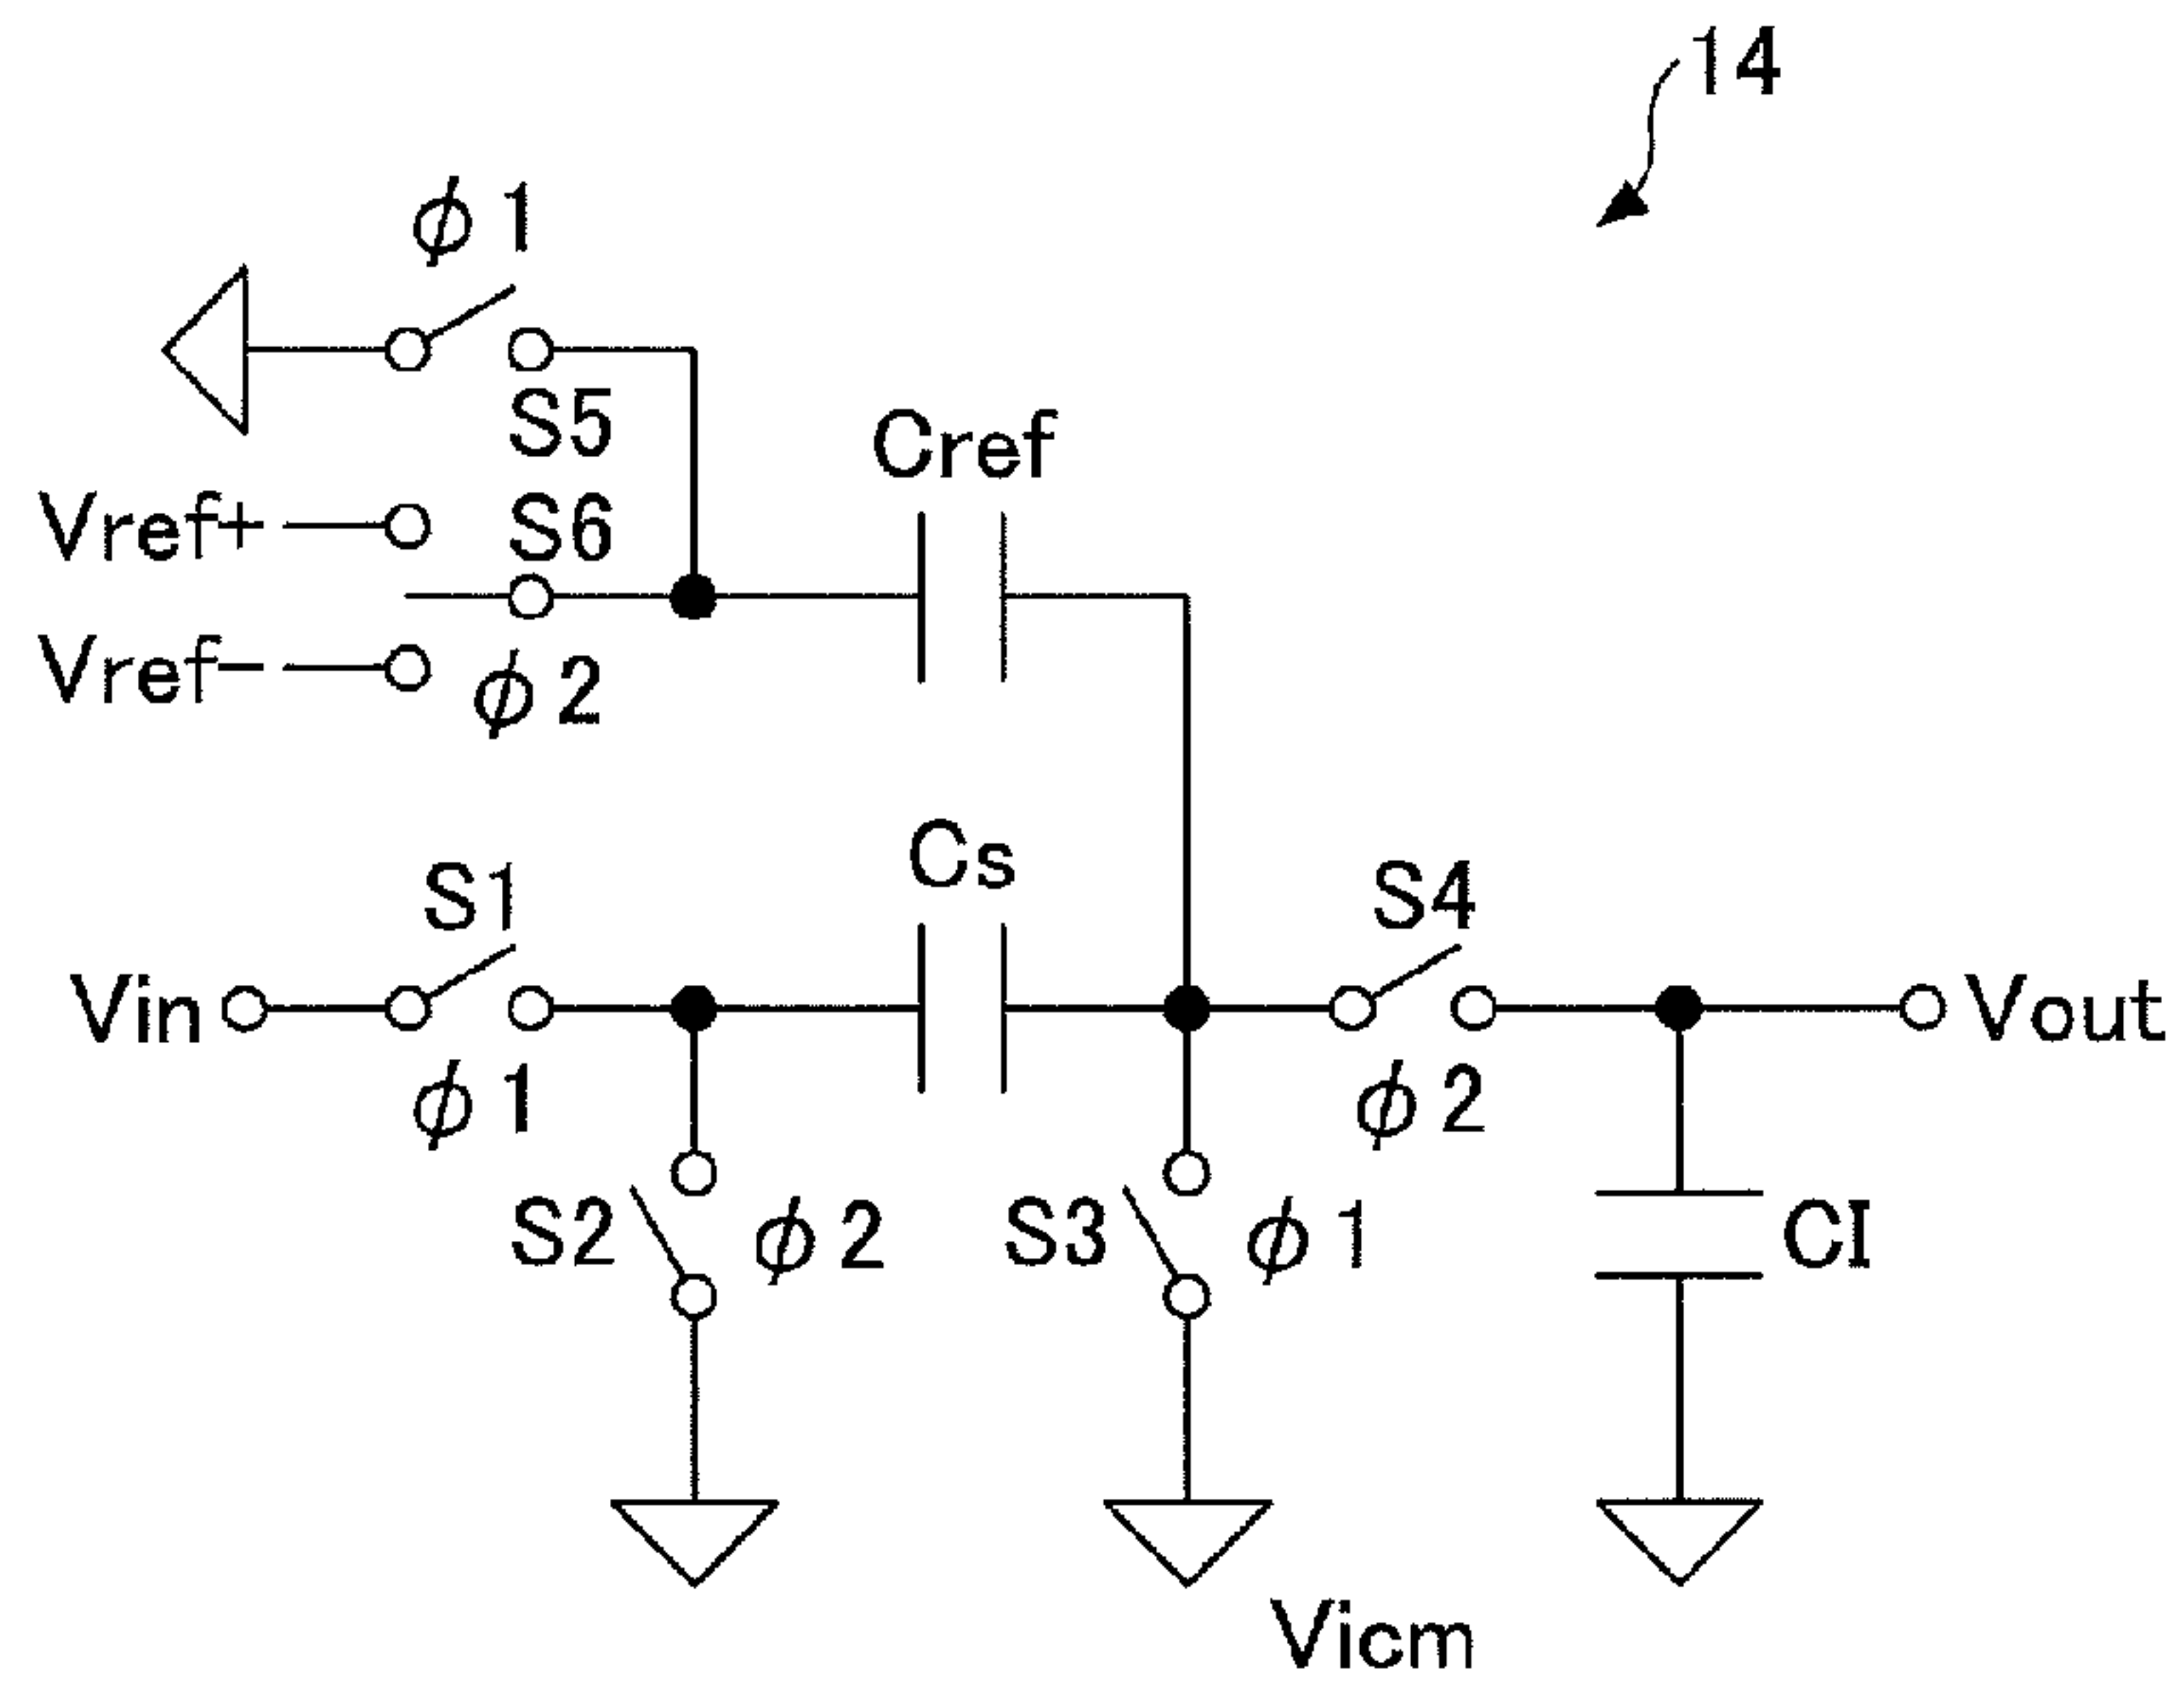 14
ϕ1
S5
Cref
Vref+
S6
Vref−
ϕ2
Cs
S1
S4
Vin
Vout
ϕ1
ϕ2
S2
ϕ2
S3
ϕ1
CI
Vicm